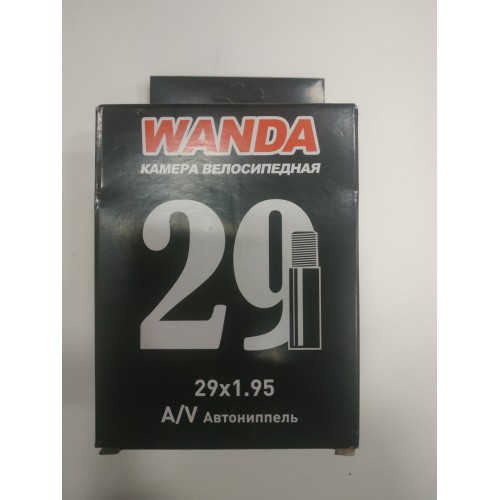 WANDA
КАМЕРА ВЕЛОСИПЕДНАЯ
29
29x1.95
A/V Автониппель